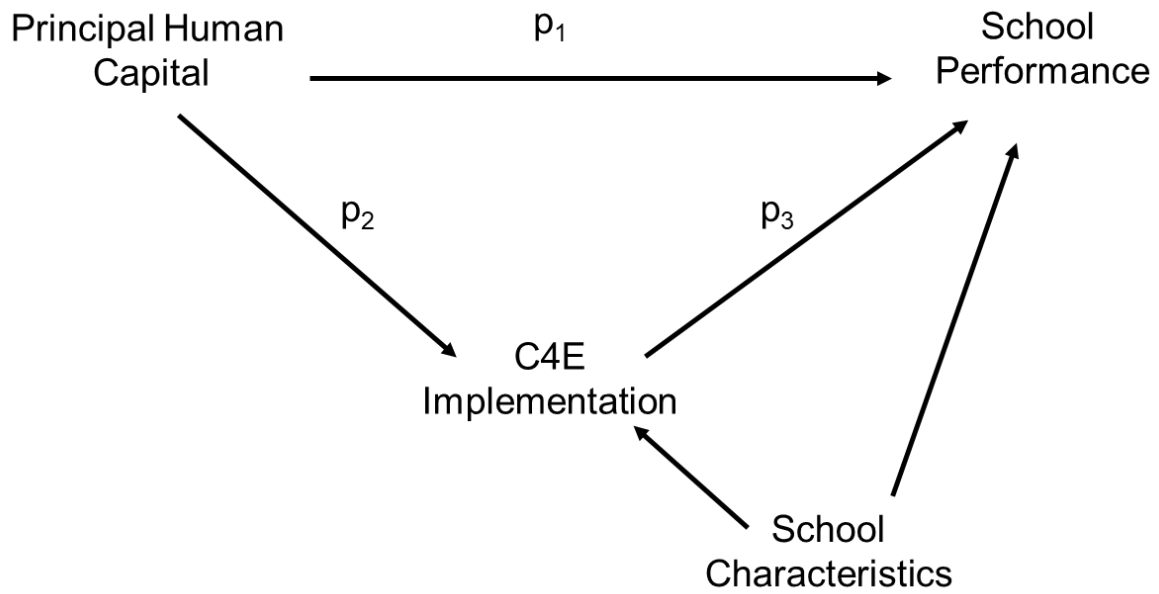 Principal Human
Capital
p₁
School
Performance
p₂
p₃
C4E
Implementation
School
Characteristics